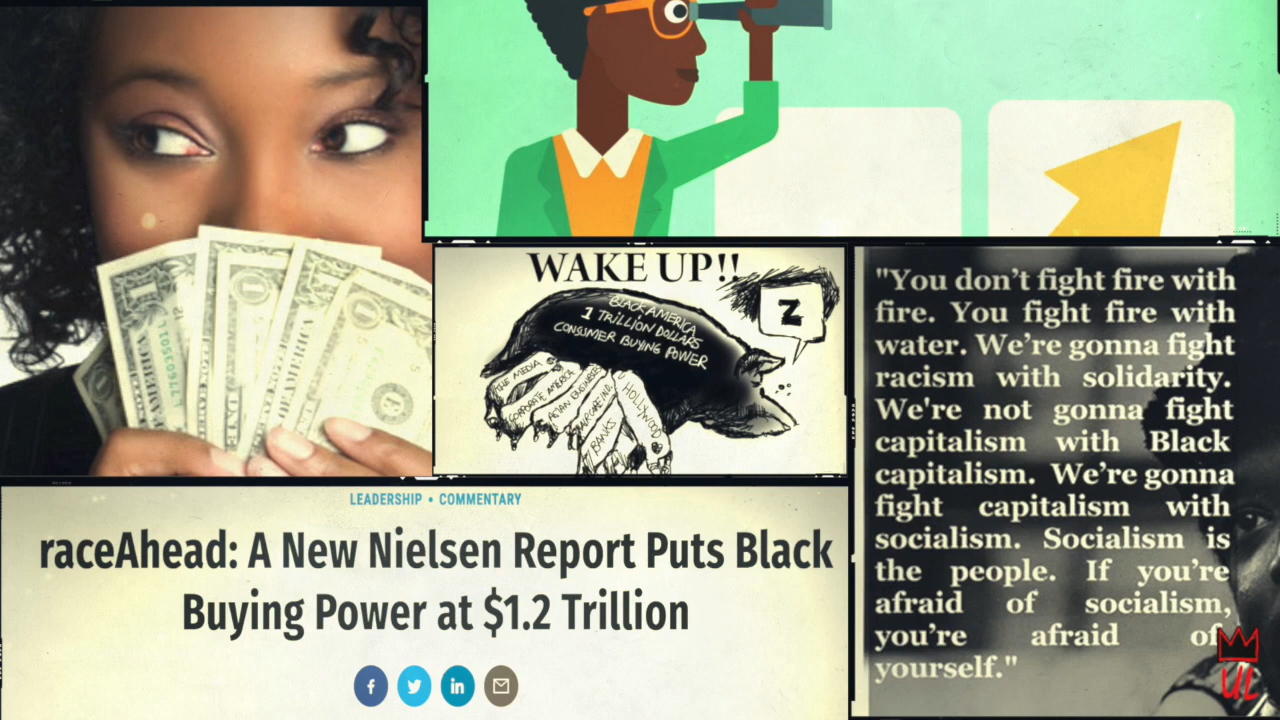 WAKE UP!!
BLACK AMERICA
1 TRILLION DOLLARS
CONSUMER BUYING POWER
Z
THE MEDIA
CORPORATE AMERICA
ASIAN BUSINESSES
HAIRCARE IND.
BANKS
HOLLYWOOD
LEADERSHIP • COMMENTARY
raceAhead: A New Nielsen Report Puts Black
Buying Power at $1.2 Trillion
f
in
"You don't fight fire with
fire. You fight fire with
water. We're gonna fight
racism with solidarity.
We're not gonna fight
capitalism with Black
capitalism. We're gonna
fight capitalism with
socialism. Socialism is
the people. If you're
afraid of socialism,
you're afraid of
yourself."
UL